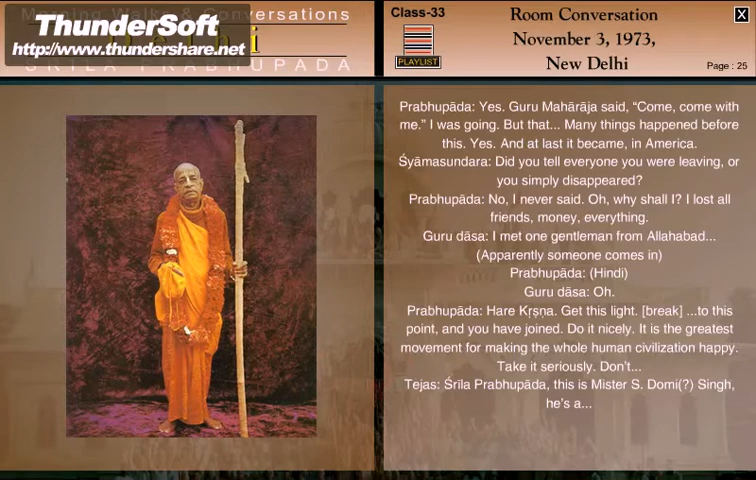 Morning Walks & Conversations
ThunderSoft
http://www.thundershare.net
SRILA PRABHUPADA
Class-33
PLAYLIST
Room Conversation
November 3, 1973,
New Delhi
Page : 25
X
Prabhupāda: Yes. Guru Mahārāja said, “Come, come with
me.” I was going. But that... Many things happened before
this. Yes. And at last it became, in America.
Śyāmasundara: Did you tell everyone you were leaving, or
you simply disappeared?
Prabhupāda: No, I never said. Oh, why shall I? I lost all
friends, money, everything.
Guru dāsa: I met one gentleman from Allahabad...
(Apparently someone comes in)
Prabhupāda: (Hindi)
Guru dāsa: Oh.
Prabhupāda: Hare Kṛṣṇa. Get this light. [break] ...to this
point, and you have joined. Do it nicely. It is the greatest
movement for making the whole human civilization happy.
Take it seriously. Don’t...
Tejas: Śrīla Prabhupāda, this is Mister S. Domi(?) Singh,
he’s a...